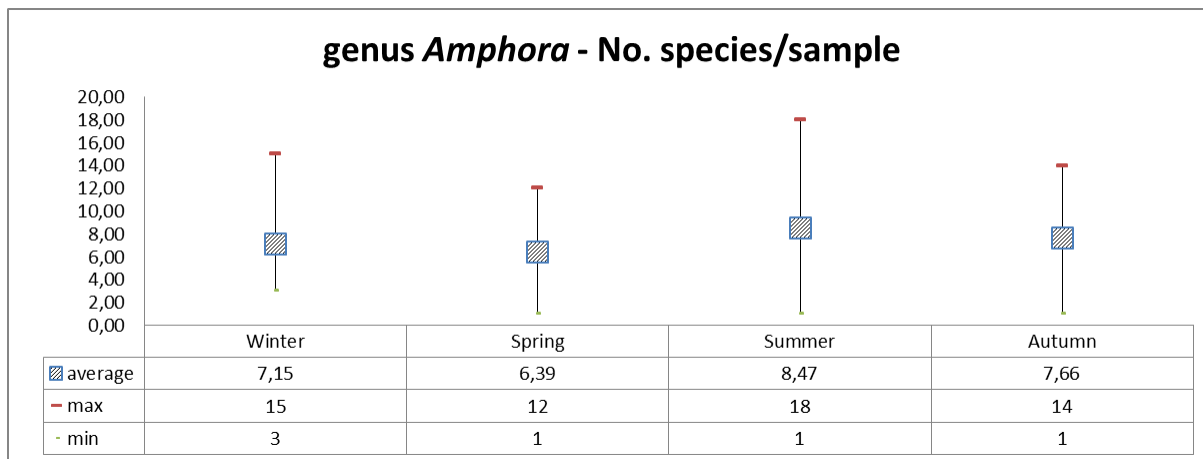 genus Amphora - No. species/sample
20,00
18,00
16,00
14,00
12,00
10,00
8,00
6,00
4,00
2,00
0,00
Winter Spring Summer Autumn
average 7,15 6,39 8,47 7,66
max 15 12 18 14
min 3 1 1 1